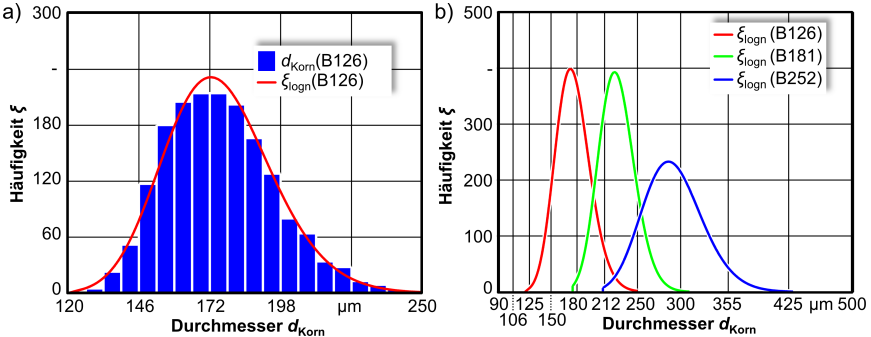 a)
300
-
180
120
60
0
Häufigkeit ξ
d_Korn(B126)
ξ_logn(B126)
120 146 172 198 µm 250
Durchmesser d_Korn
b)
500
-
300
200
100
0
Häufigkeit ξ
ξ_logn (B126)
ξ_logn (B181)
ξ_logn (B252)
90 125 180 212 250 300 355 425 µm 500
106 150
Durchmesser d_Korn